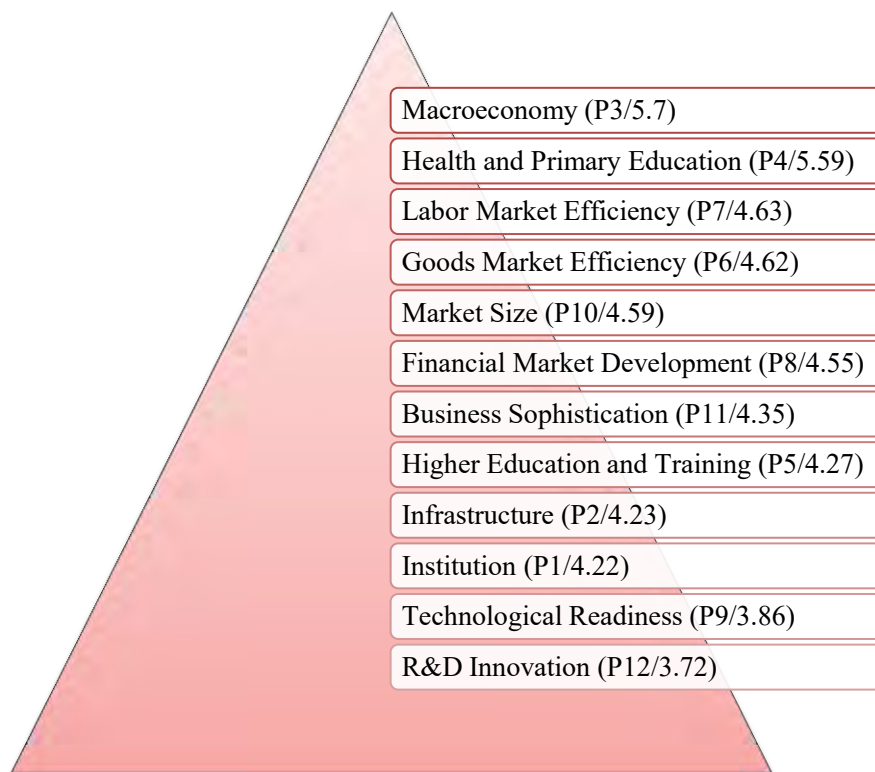 Macroeconomy (P3/5.7)
Health and Primary Education (P4/5.59)
Labor Market Efficiency (P7/4.63)
Goods Market Efficiency (P6/4.62)
Market Size (P10/4.59)
Financial Market Development (P8/4.55)
Business Sophistication (P11/4.35)
Higher Education and Training (P5/4.27)
Infrastructure (P2/4.23)
Institution (P1/4.22)
Technological Readiness (P9/3.86)
R&D Innovation (P12/3.72)